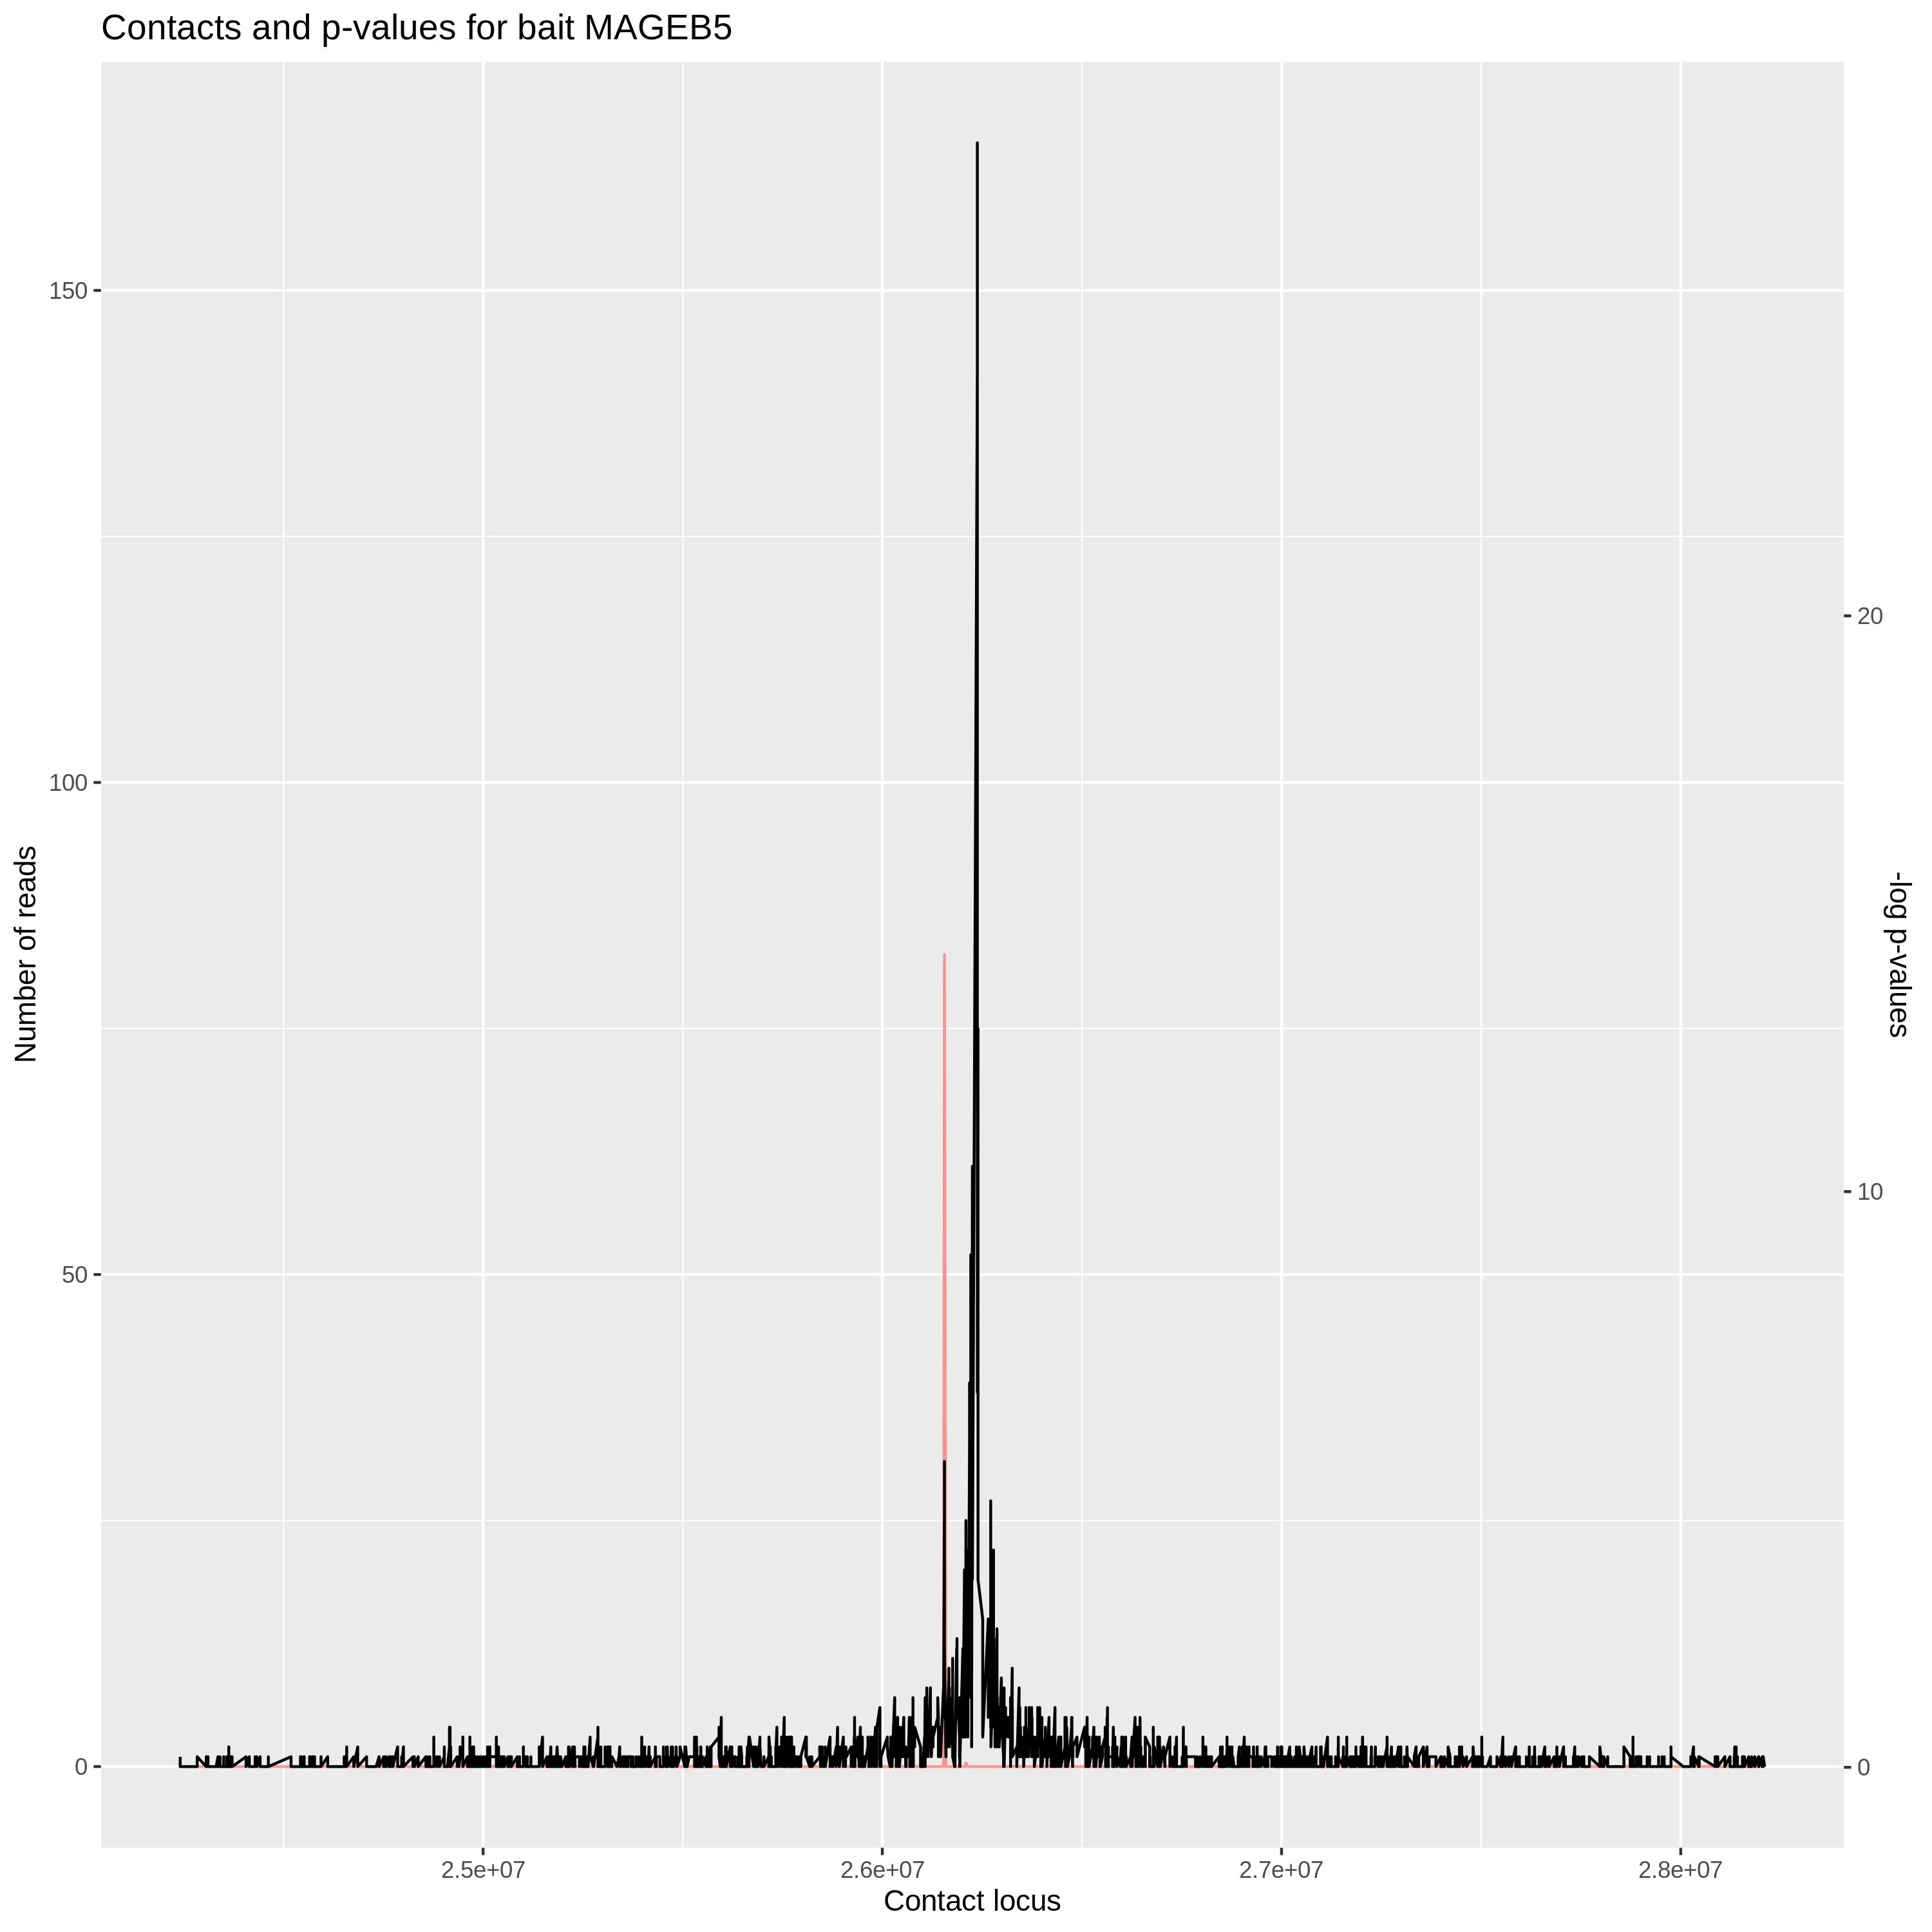 Contacts and p-values for bait MAGEB5
150
100
50
0
Number of reads
20
10
0
-log p-values
2.5e+07
2.6e+07
2.7e+07
2.8e+07
Contact locus